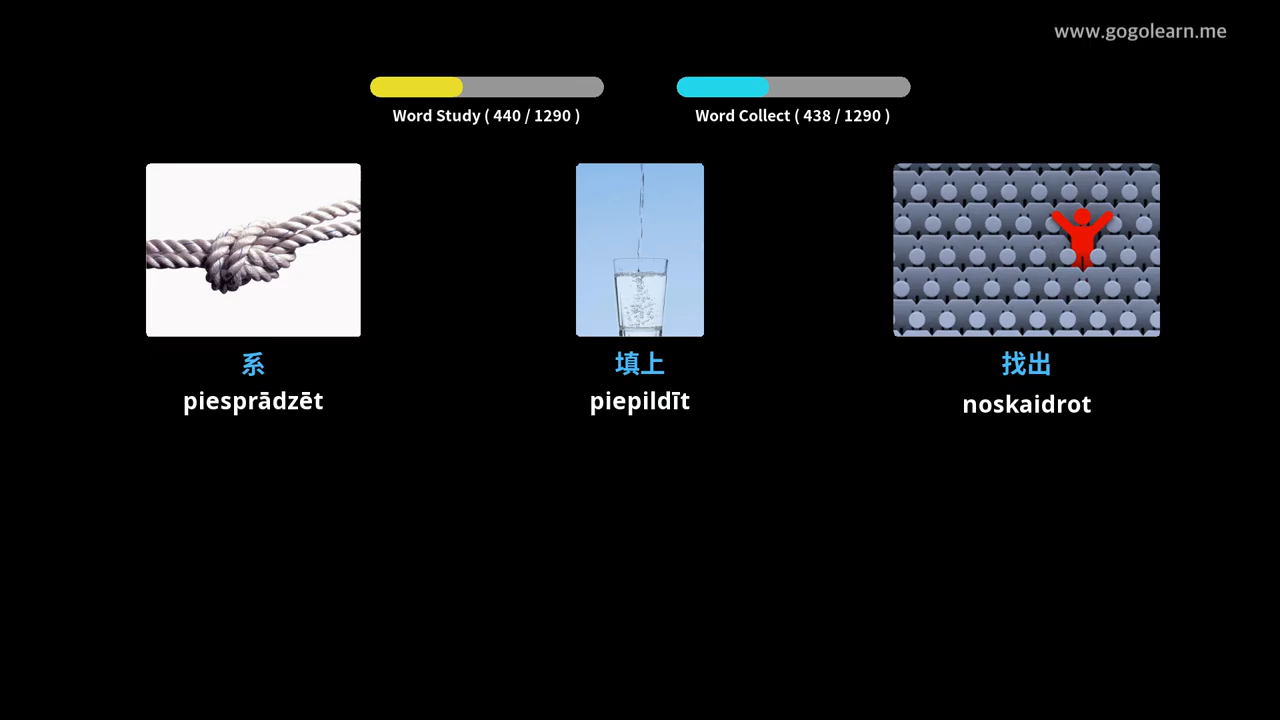 www.gogolearn.me
Word Study ( 440 / 1290 )
Word Collect ( 438 / 1290 )
系
填上
找出
piesprādzēt
piepildīt
noskaidrot